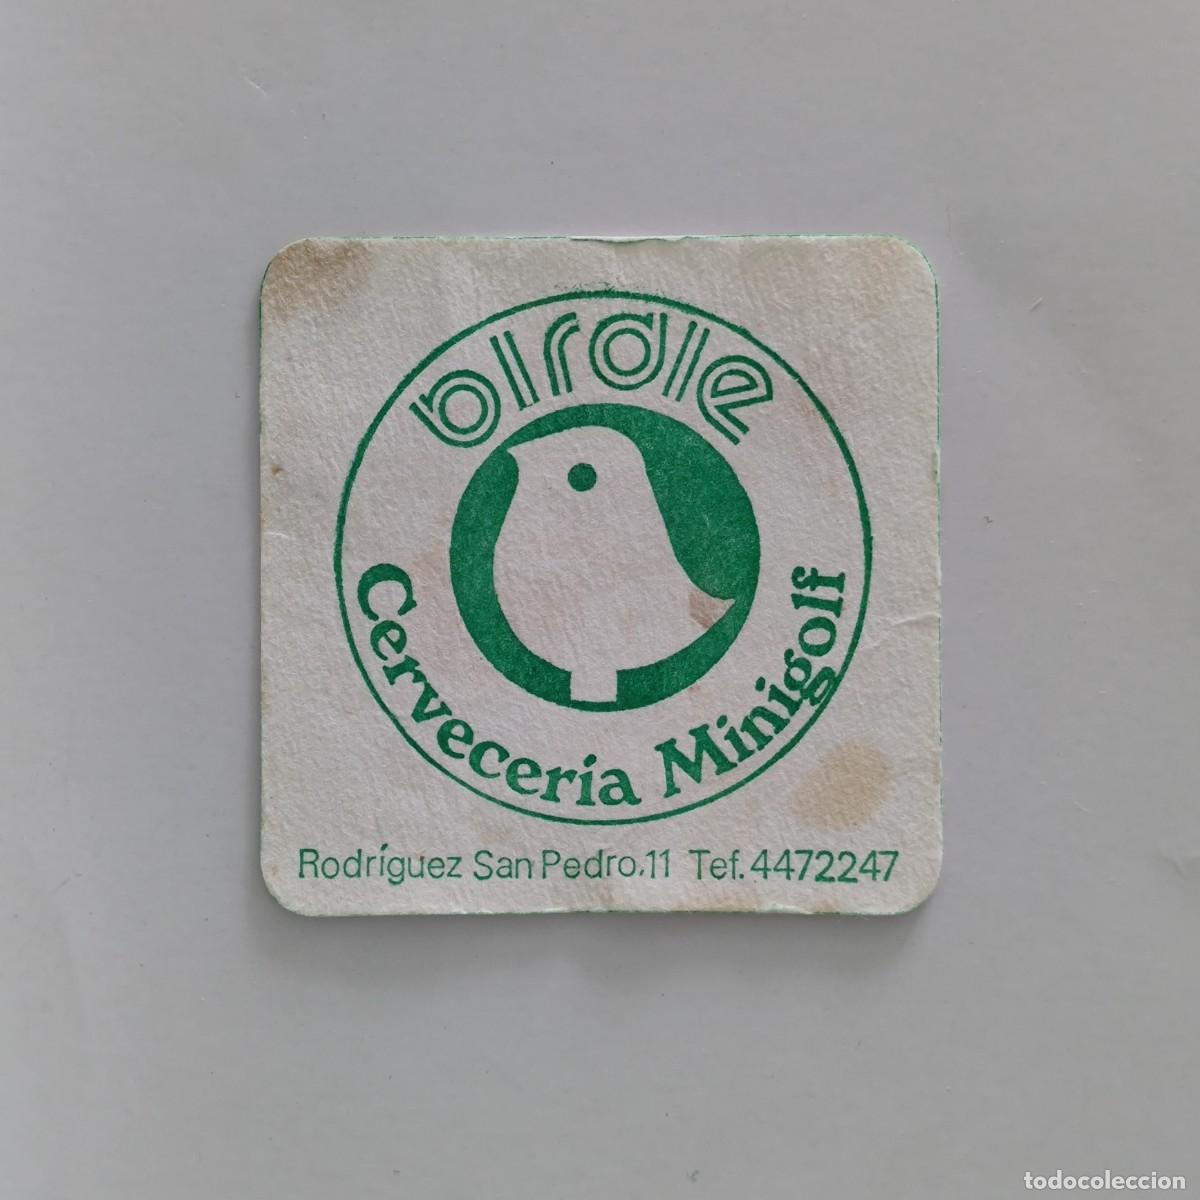 birdie
Cervecería Minigolf
Rodríguez San Pedro.11 Tef. 4472247
todocoleccion